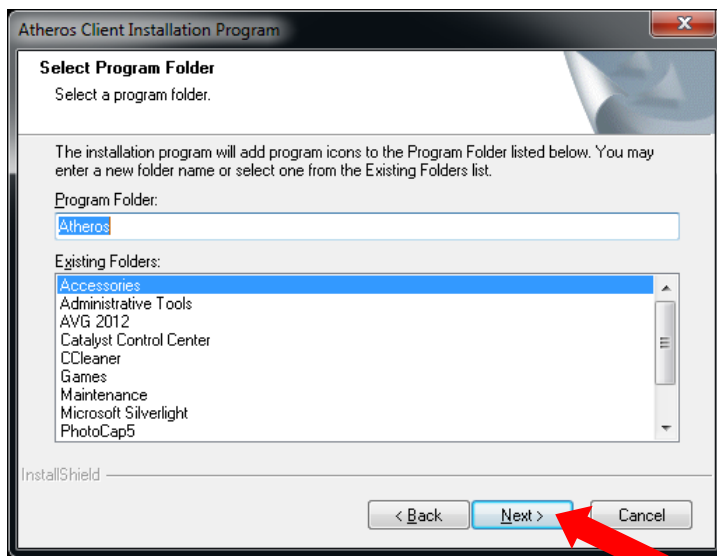 Atheros Client Installation Program
Select Program Folder
Select a program folder.
The installation program will add program icons to the Program Folder listed below. You may
enter a new folder name or select one from the Existing Folders list.
Program Folder:
Atheros
Existing Folders:
Accessories
Administrative Tools
AVG 2012
Catalyst Control Center
CCleaner
Games
Maintenance
Microsoft Silverlight
PhotoCap5
InstallShield
< Back Next > Cancel